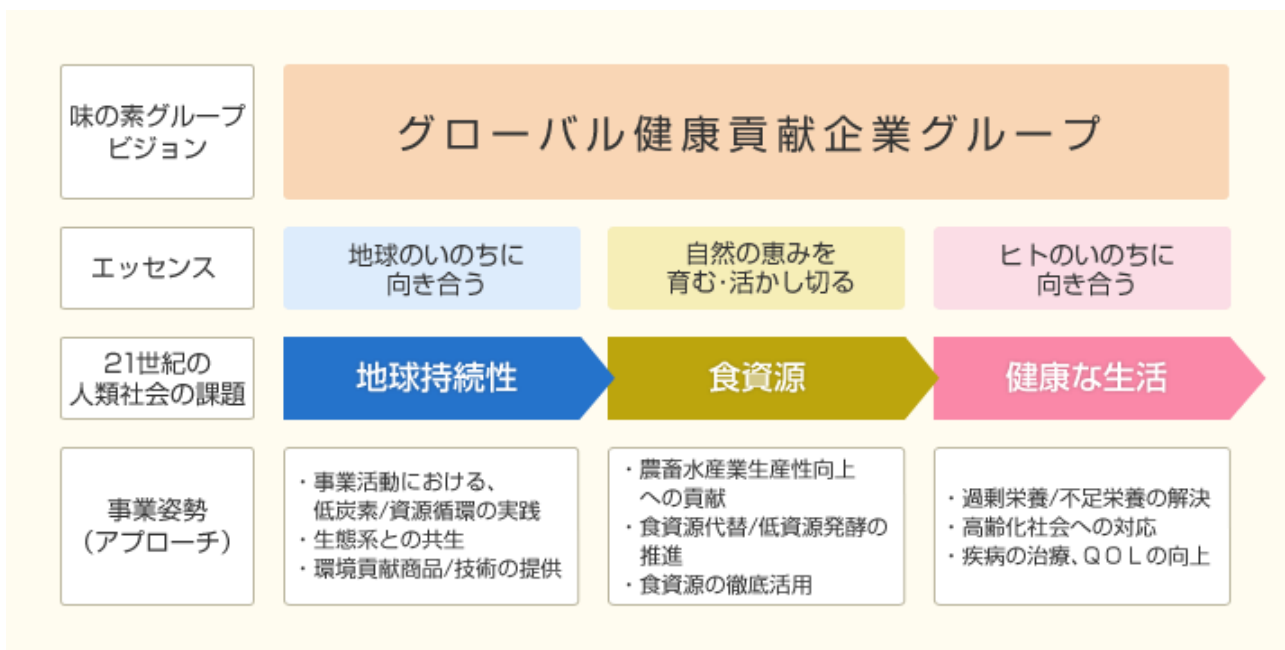 味の素グループ
ビジョン
グローバル健康貢献企業グループ
エッセンス
地球のいのちに
向き合う
自然の恵みを
育む・活かし切る
ヒトのいのちに
向き合う
21世紀の
人類社会の課題
地球持続性
食資源
健康な生活
事業姿勢
（アプローチ）
・事業活動における、
低炭素/資源循環の実践
・生態系との共生
・環境貢献商品/技術の提供
・農畜水産業生産性向上
への貢献
・食資源代替/低資源発酵の
推進
・食資源の徹底活用
・過剰栄養/不足栄養の解決
・高齢化社会への対応
・疾病の治療、ＱＯＬの向上